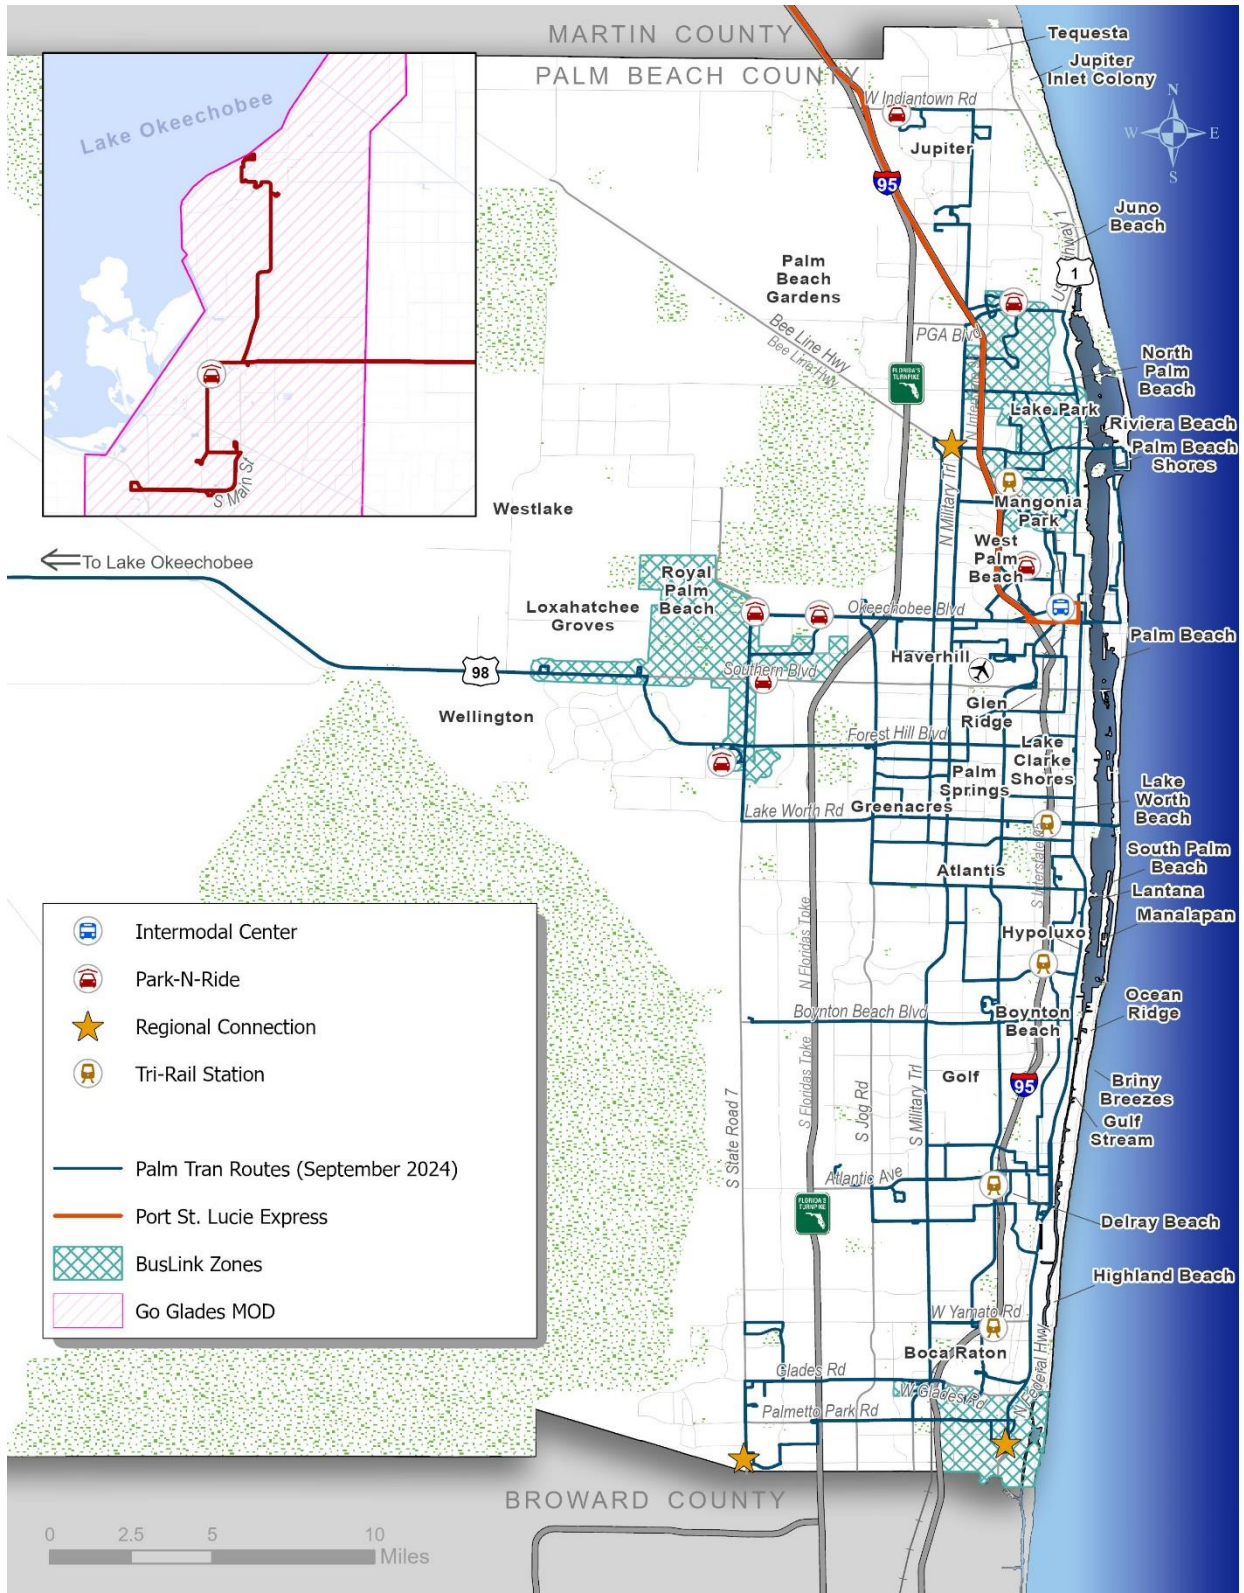 MARTIN COUNTY
PALM BEACH COUNTY
Tequesta
Jupiter
Inlet Colony
N
W E
S
W Indiantown Rd
Jupiter
95
Lake Okeechobee
Juno
Beach
1
Palm
Beach
Gardens
Bee Line Hwy
Bee Line Hwy
PGA Blvd
FLORIDA'S
TURNPIKE
North
Palm
Beach
Lake Park
Riviera Beach
Palm Beach
Shores
N Military Trl
Mangonia
Park
S Main St
Westlake
West
Palm
Beach
To Lake Okeechobee
Royal
Palm
Beach
Loxahatchee
Groves
Okeechobee Blvd
Palm Beach
Haverhill
Southern Blvd
98
Glen
Ridge
Wellington
Forest Hill Blvd
Lake
Clarke
Shores
Palm
Springs
Lake
Worth
Beach
Greenacres
Lake Worth Rd
South Palm
Beach
Atlantis
Lantana
Manalapan
Hypoluxo
N Floridas Tpke
Ocean
Ridge
Boynton Beach Blvd
Boynton
Beach
S Floridas Tpke
S Jog Rd
S Military Trl
Golf
95
Briny
Breezes
Gulf
Stream
S State Road 7
Atlantic Ave
FLORIDA'S
TURNPIKE
Delray Beach
Highland Beach
W Yamato Rd
Boca Raton
Glades Rd
W Glades Rd
N Federal Hwy
Palmetto Park Rd
Intermodal Center
Park-N-Ride
Regional Connection
Tri-Rail Station
Palm Tran Routes (September 2024)
Port St. Lucie Express
BusLink Zones
Go Glades MOD
BROWARD COUNTY
0 2.5 5 10
Miles